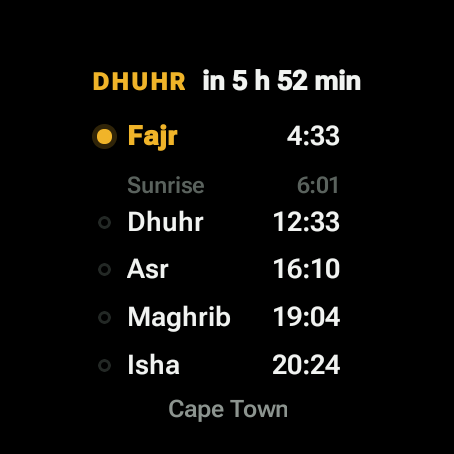 DHUHR in 5 h 52 min
Fajr 4:33
Sunrise 6:01
Dhuhr 12:33
Asr 16:10
Maghrib 19:04
Isha 20:24
Cape Town